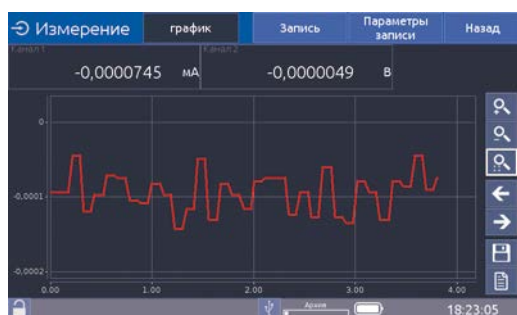 Измерение
график
Запись
Параметры
записи
Назад
Канал 1
Канал 2
-0,0000745 мА
-0,0000049 В
0
-0,0001
-0,0002
0.00
1.00
2.00
3.00
4.00
Архив
18:23:05